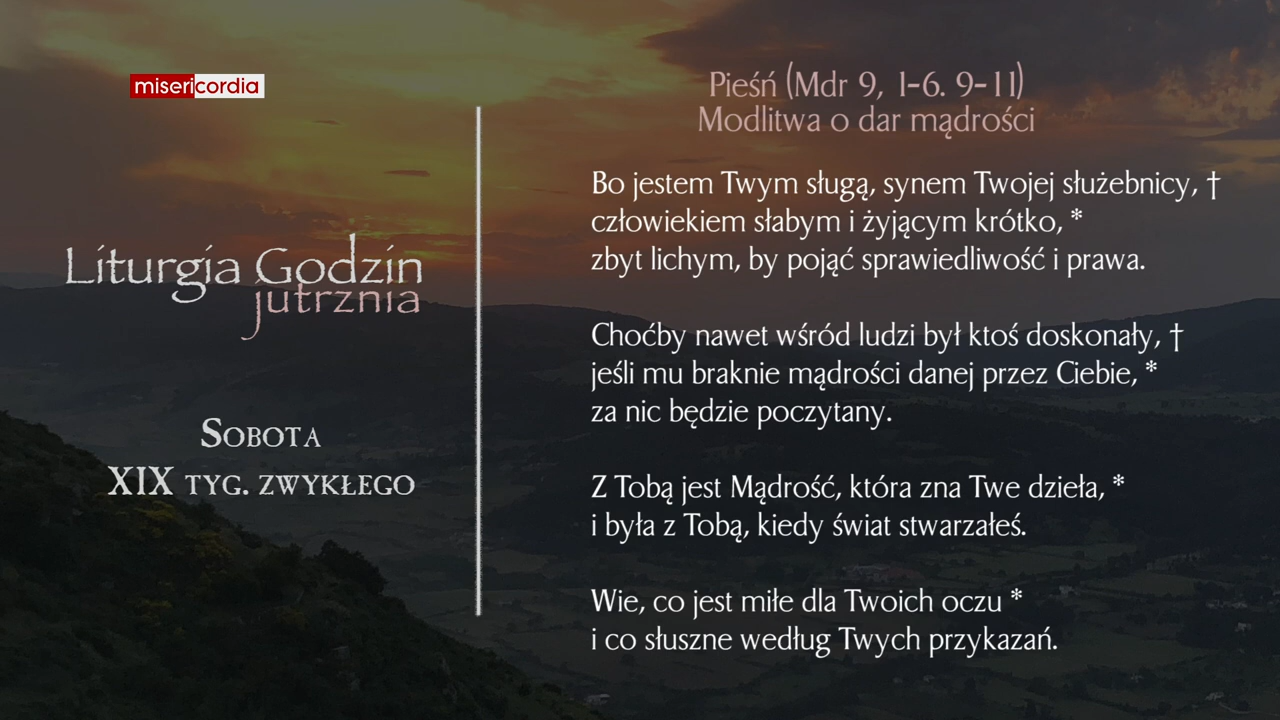 misericordia
Liturgia Godzin
jutrznia
Sobota
XIX tyg. zwykłego
Pieśń (Mdr 9, 1-6. 9-11)
Modlitwa o dar mądrości
Bo jestem Twym sługą, synem Twojej służebnicy, †
człowiekiem słabym i żyjącym krótko, *
zbyt lichym, by pojąć sprawiedliwość i prawa.
Choćby nawet wśród ludzi był ktoś doskonały, †
jeśli mu braknie mądrości danej przez Ciebie, *
za nic będzie poczytany.
Z Tobą jest Mądrość, która zna Twe dzieła, *
i była z Tobą, kiedy świat stwarzałeś.
Wie, co jest miłe dla Twoich oczu *
i co słuszne według Twych przykazań.